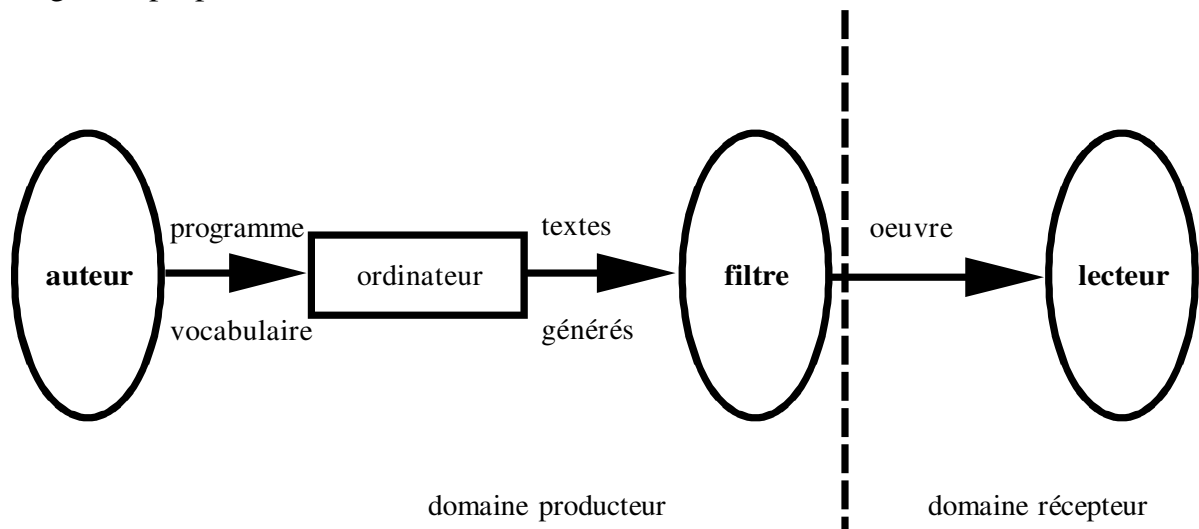 programme
textes
oeuvre
auteur
ordinateur
filtre
lecteur
vocabulaire
générés
domaine producteur
domaine récepteur